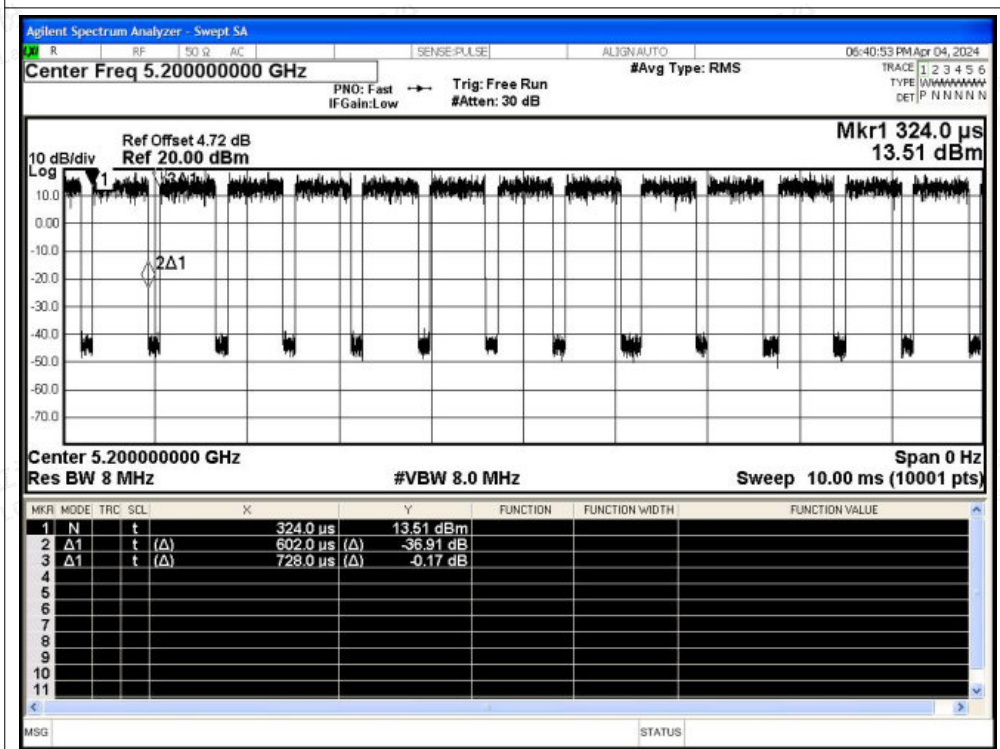 Agilent Spectrum Analyzer - Swept SA
R RF 50 Ω AC SENSE:PULSE ALIGN AUTO 06:40:53 PM Apr 04, 2024
Center Freq 5.200000000 GHz #Avg Type: RMS TRACE 1 2 3 4 5 6
PNO: Fast Trig: Free Run TYPE WWWWWW
IFGain:Low #Atten: 30 dB DET P N N N N N
Mkr1 324.0 µs
Ref Offset 4.72 dB
10 dB/div Ref 20.00 dBm 13.51 dBm
Log
1 3Δ1
10.0
0.00
-10.0
2Δ1
-20.0
-30.0
-40.0
-50.0
-60.0
-70.0
Center 5.200000000 GHz Span 0 Hz
Res BW 8 MHz #VBW 8.0 MHz Sweep 10.00 ms (10001 pts)
MKR MODE TRC SCL X Y FUNCTION FUNCTION WIDTH FUNCTION VALUE
1 N t 324.0 µs 13.51 dBm
2 Δ1 t (Δ) 602.0 µs (Δ) -36.91 dB
3 Δ1 t (Δ) 728.0 µs (Δ) -0.17 dB
4
5
6
7
8
9
10
11
MSG STATUS